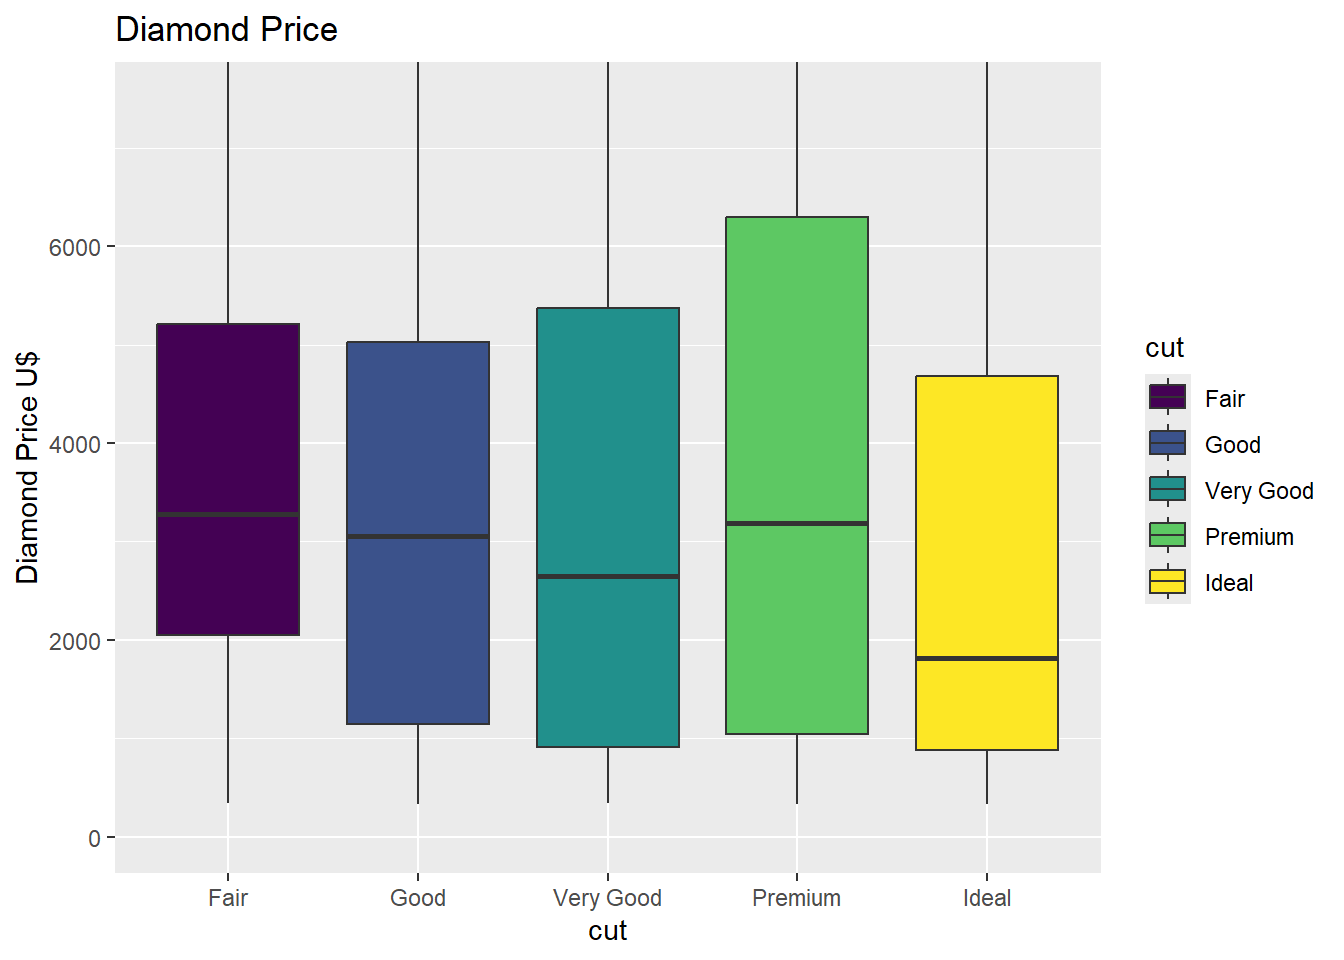 Diamond Price
Diamond Price U$
6000
4000
2000
0
Fair
Good
Very Good
Premium
Ideal
cut
cut
Fair
Good
Very Good
Premium
Ideal